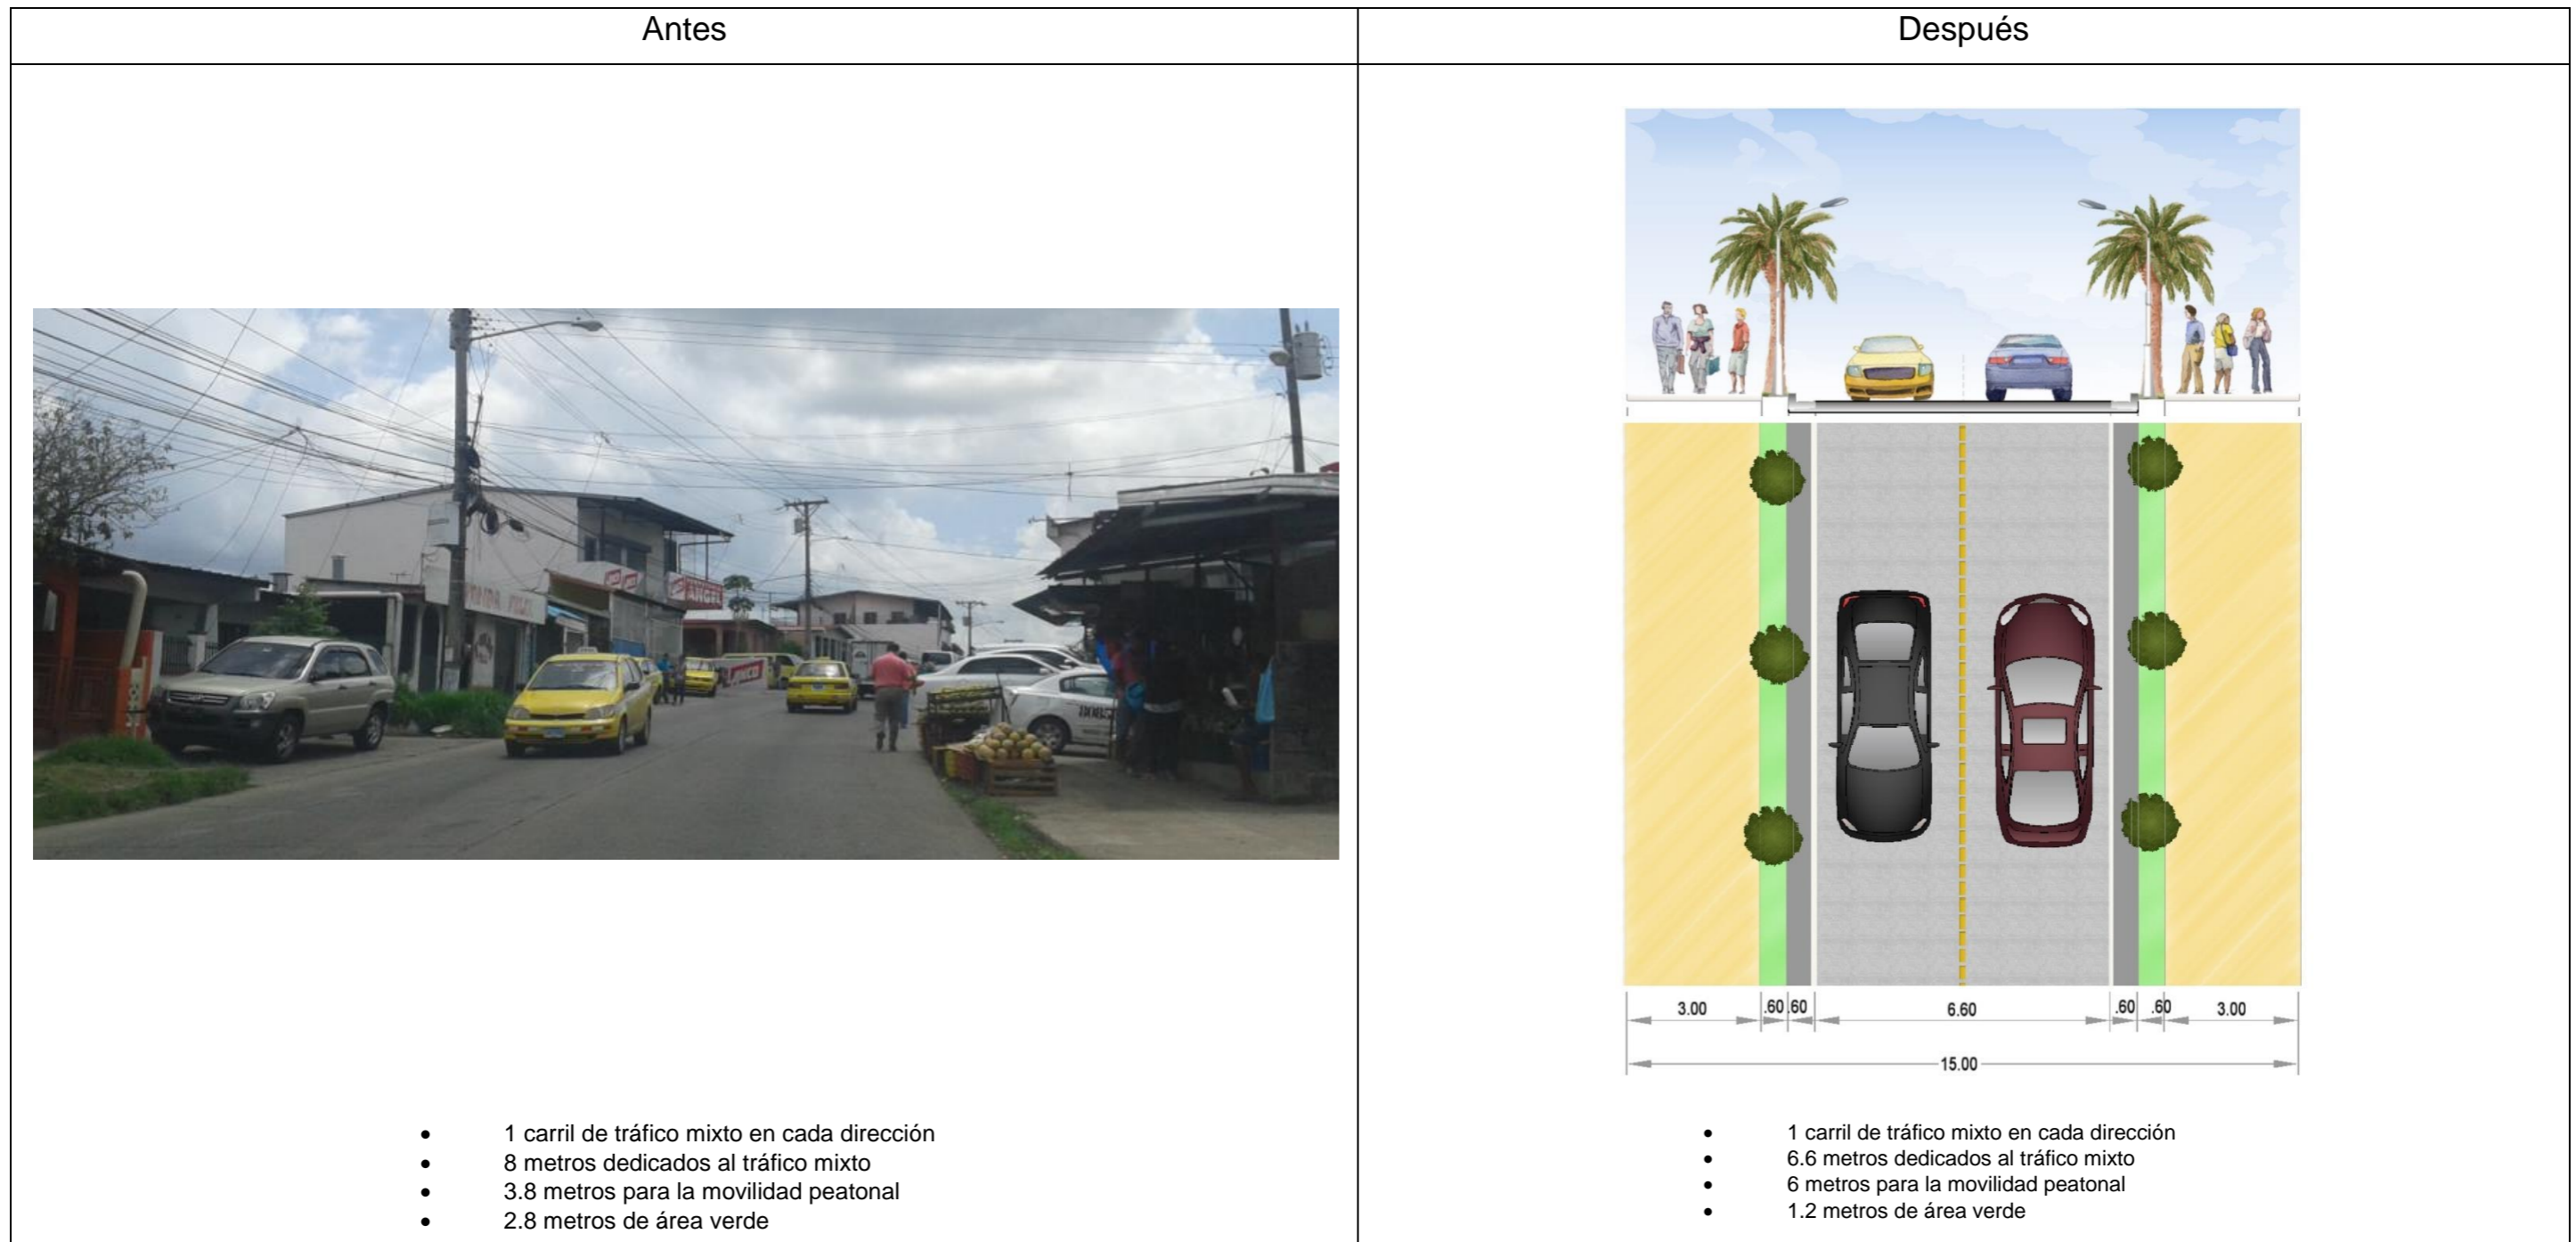 Antes
Después
ANGEL
3.00 .60 .60 6.60 .60 .60 3.00
15.00
• 1 carril de tráfico mixto en cada dirección
• 8 metros dedicados al tráfico mixto
• 3.8 metros para la movilidad peatonal
• 2.8 metros de área verde
• 1 carril de tráfico mixto en cada dirección
• 6.6 metros dedicados al tráfico mixto
• 6 metros para la movilidad peatonal
• 1.2 metros de área verde